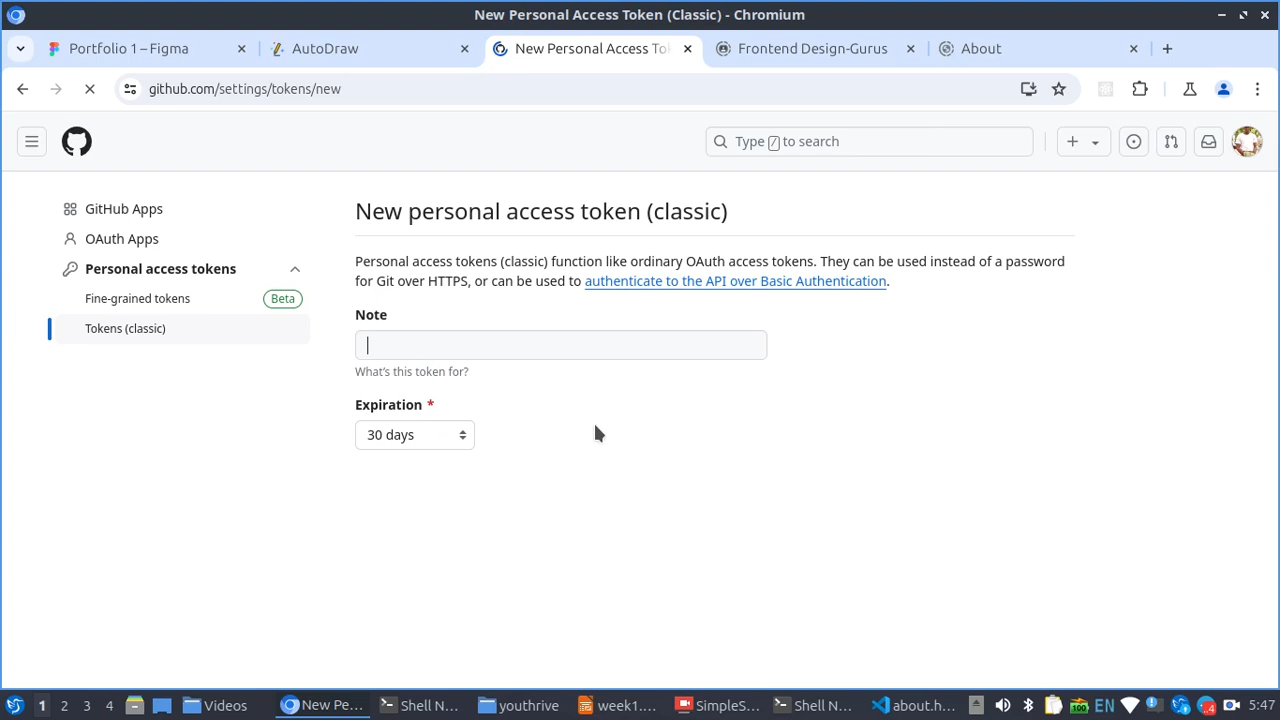 New Personal Access Token (Classic) - Chromium
Portfolio 1 – Figma
AutoDraw
New Personal Access To
Frontend Design-Gurus
About
github.com/settings/tokens/new
Type / to search
GitHub Apps
OAuth Apps
Personal access tokens
Fine-grained tokens Beta
Tokens (classic)
New personal access token (classic)
Personal access tokens (classic) function like ordinary OAuth access tokens. They can be used instead of a password
for Git over HTTPS, or can be used to authenticate to the API over Basic Authentication.
Note
What's this token for?
Expiration *
30 days
1 2 3 4 Videos New Pe... Shell N... youthrive week1.... SimpleS... Shell N... about.h... 100 EN 5:47